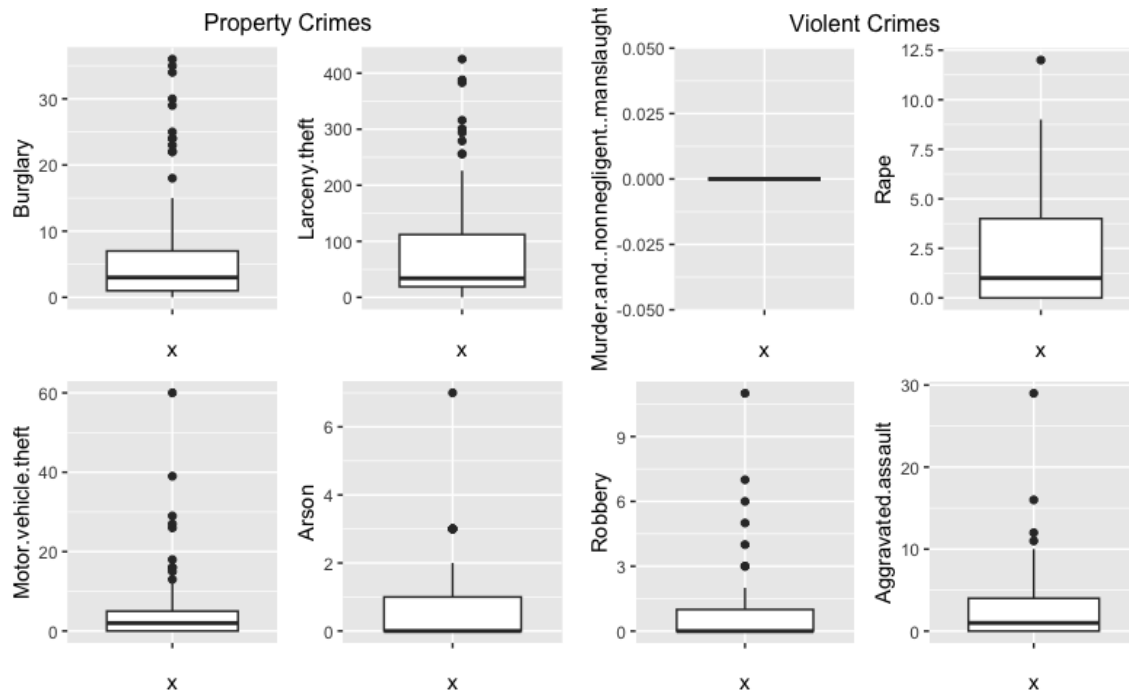 Property Crimes
Violent Crimes
Burglary
30
20
10
0
x
Larceny.theft
400
300
200
100
0
x
Murder.and..nonnegligent..manslaught
0.050
0.025
0.000
-0.025
-0.050
x
Rape
12.5
10.0
7.5
5.0
2.5
0.0
x
Motor.vehicle.theft
60
40
20
0
x
Arson
6
4
2
0
x
Robbery
9
6
3
0
x
Aggravated.assault
30
20
10
0
x